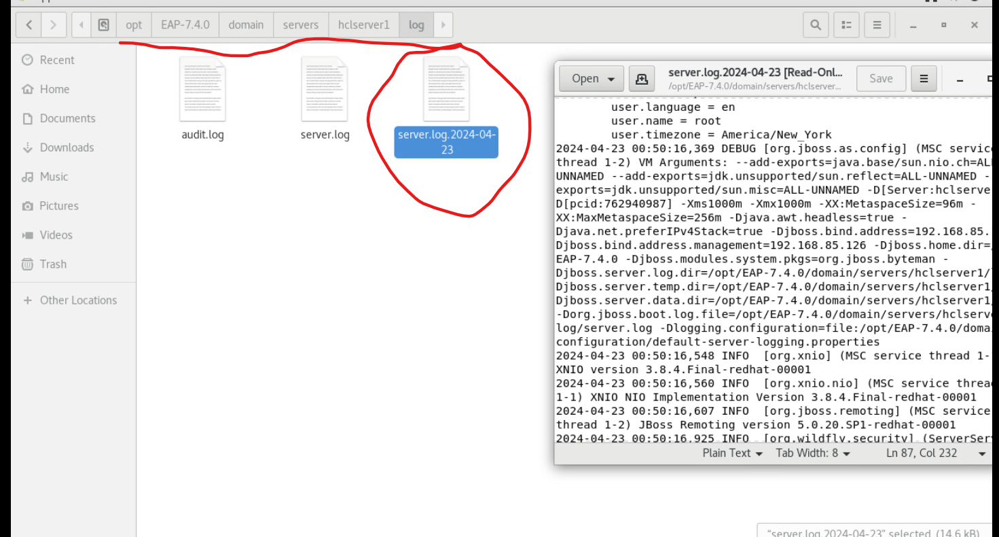 opt EAP-7.4.0 domain servers hclserver1 log
Recent
Home
Documents
Downloads
Music
Pictures
Videos
Trash
+ Other Locations
audit.log
server.log
server.log.2024-04-
23
Open
server.log.2024-04-23 [Read-Onl...
/opt/EAP-7.4.0/domain/servers/hclserver...
Save
user.language = en
user.name = root
user.timezone = America/New_York
2024-04-23 00:50:16,369 DEBUG [org.jboss.as.config] (MSC service
thread 1-2) VM Arguments: --add-exports=java.base/sun.nio.ch=AL
UNNAMED --add-exports=jdk.unsupported/sun.reflect=ALL-UNNAMED -
exports=jdk.unsupported/sun.misc=ALL-UNNAMED -D[Server:hclserve
D[pcid:762940987] -Xms1000m -Xmx1000m -XX:MetaspaceSize=96m -
XX:MaxMetaspaceSize=256m -Djava.awt.headless=true -
Djava.net.preferIPv4Stack=true -Djboss.bind.address=192.168.85.
Djboss.bind.address.management=192.168.85.126 -Djboss.home.dir=
EAP-7.4.0 -Djboss.modules.system.pkgs=org.jboss.byteman -
Djboss.server.log.dir=/opt/EAP-7.4.0/domain/servers/hclserver1/
Djboss.server.temp.dir=/opt/EAP-7.4.0/domain/servers/hclserver1
Djboss.server.data.dir=/opt/EAP-7.4.0/domain/servers/hclserver1
-Dorg.jboss.boot.log.file=/opt/EAP-7.4.0/domain/servers/hclserv
log/server.log -Dlogging.configuration=file:/opt/EAP-7.4.0/doma
configuration/default-server-logging.properties
2024-04-23 00:50:16,548 INFO [org.xnio] (MSC service thread 1-
XNIO version 3.8.4.Final-redhat-00001
2024-04-23 00:50:16,560 INFO [org.xnio.nio] (MSC service threa
1-1) XNIO NIO Implementation Version 3.8.4.Final-redhat-00001
2024-04-23 00:50:16,607 INFO [org.jboss.remoting] (MSC service
thread 1-2) JBoss Remoting version 5.0.20.SP1-redhat-00001
2024-04-23 00:50:16,925 INFO [org.wildfly.security] (ServerSer
Plain Text Tab Width: 8 Ln 87, Col 232
"server.log.2024-04-23" selected (14.6 kB)